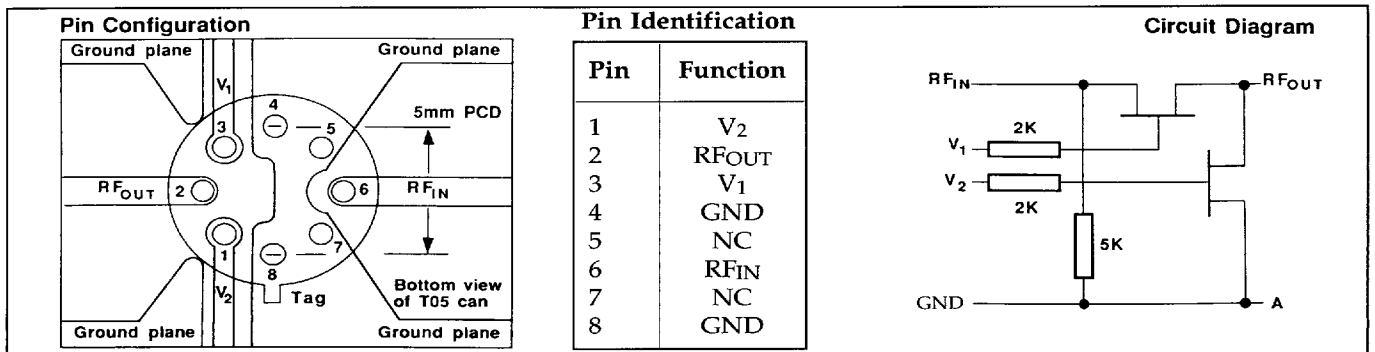 Pin Configuration
Ground plane
Ground plane
V1
4
5mm PCD
3
5
RFOUT
2
6
RFIN
1
7
8
V2
Tag
Bottom view
of T05 can
Ground plane
Ground plane
Pin Identification
Pin Function
1 V2
2 RFOUT
3 V1
4 GND
5 NC
6 RFIN
7 NC
8 GND
Circuit Diagram
RFIN
RFOUT
2K
V1
V2
2K
5K
GND
A